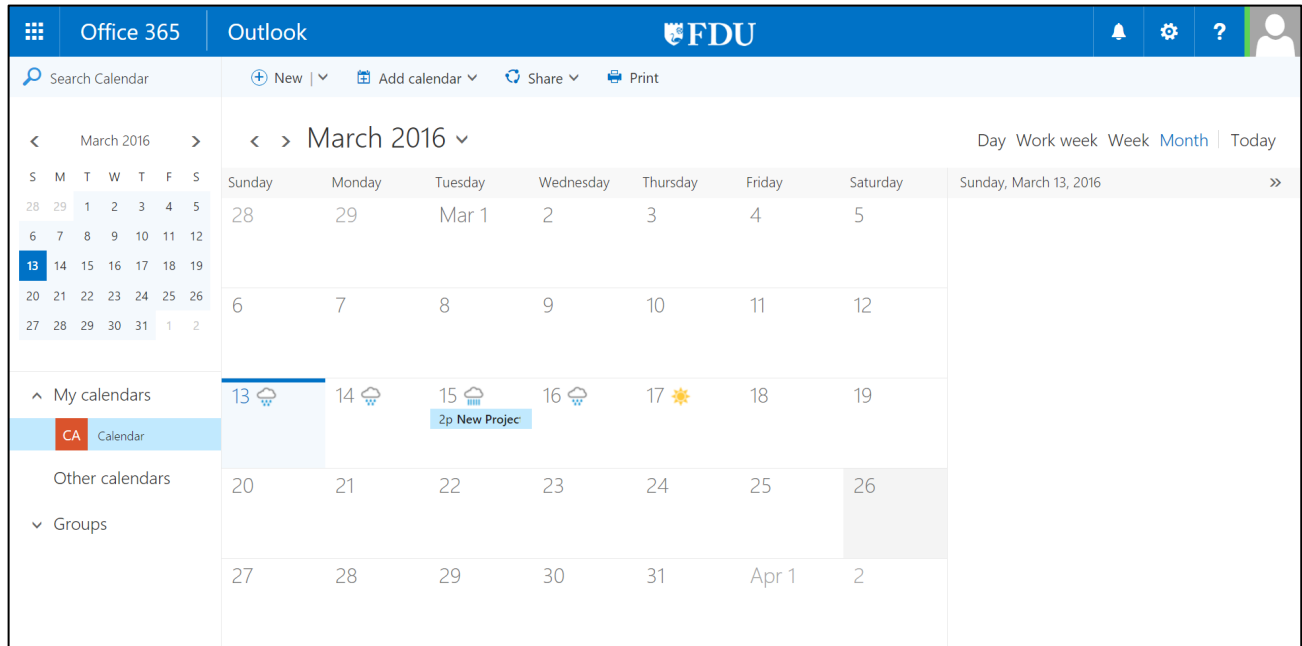 Office 365 Outlook FDU ?
Search Calendar New Add calendar Share Print
March 2016
S M T W T F S
28 29 1 2 3 4 5
6 7 8 9 10 11 12
13 14 15 16 17 18 19
20 21 22 23 24 25 26
27 28 29 30 31 1 2
My calendars
CA Calendar
Other calendars
Groups
March 2016 Day Work week Week Month Today
Sunday Monday Tuesday Wednesday Thursday Friday Saturday Sunday, March 13, 2016
28 29 Mar 1 2 3 4 5
6 7 8 9 10 11 12
13 14 15 16 17 18 19
2p New Projec
20 21 22 23 24 25 26
27 28 29 30 31 Apr 1 2